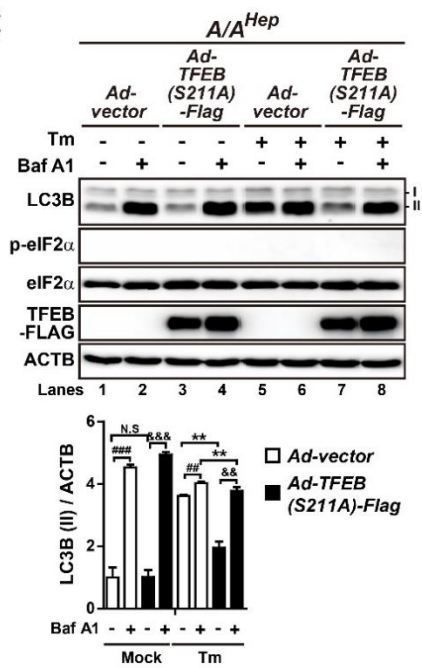 A/A^Hep
Ad-vector Ad-TFEB (S211A) -Flag Ad-vector Ad-TFEB (S211A) -Flag
Tm - - - - + + + +
Baf A1 - + - + - + - +
LC3B I II
p-eIF2α
eIF2α
TFEB -FLAG
ACTB
Lanes 1 2 3 4 5 6 7 8
LC3B (II) / ACTB
6
4
2
0
N.S &&& ** **
### ## &&
Ad-vector
Ad-TFEB (S211A)-Flag
Baf A1 - + - + - + - +
Mock Tm